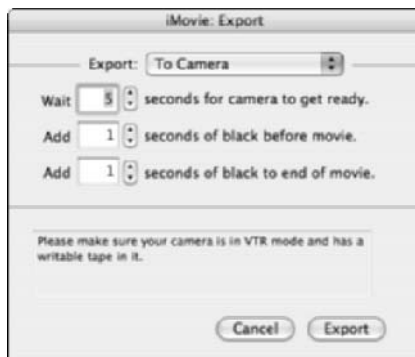 iMovie: Export
Export: To Camera
Wait 5 seconds for camera to get ready.
Add 1 seconds of black before movie.
Add 1 seconds of black to end of movie.
Please make sure your camera is in VTR mode and has a
writable tape in it.
Cancel Export